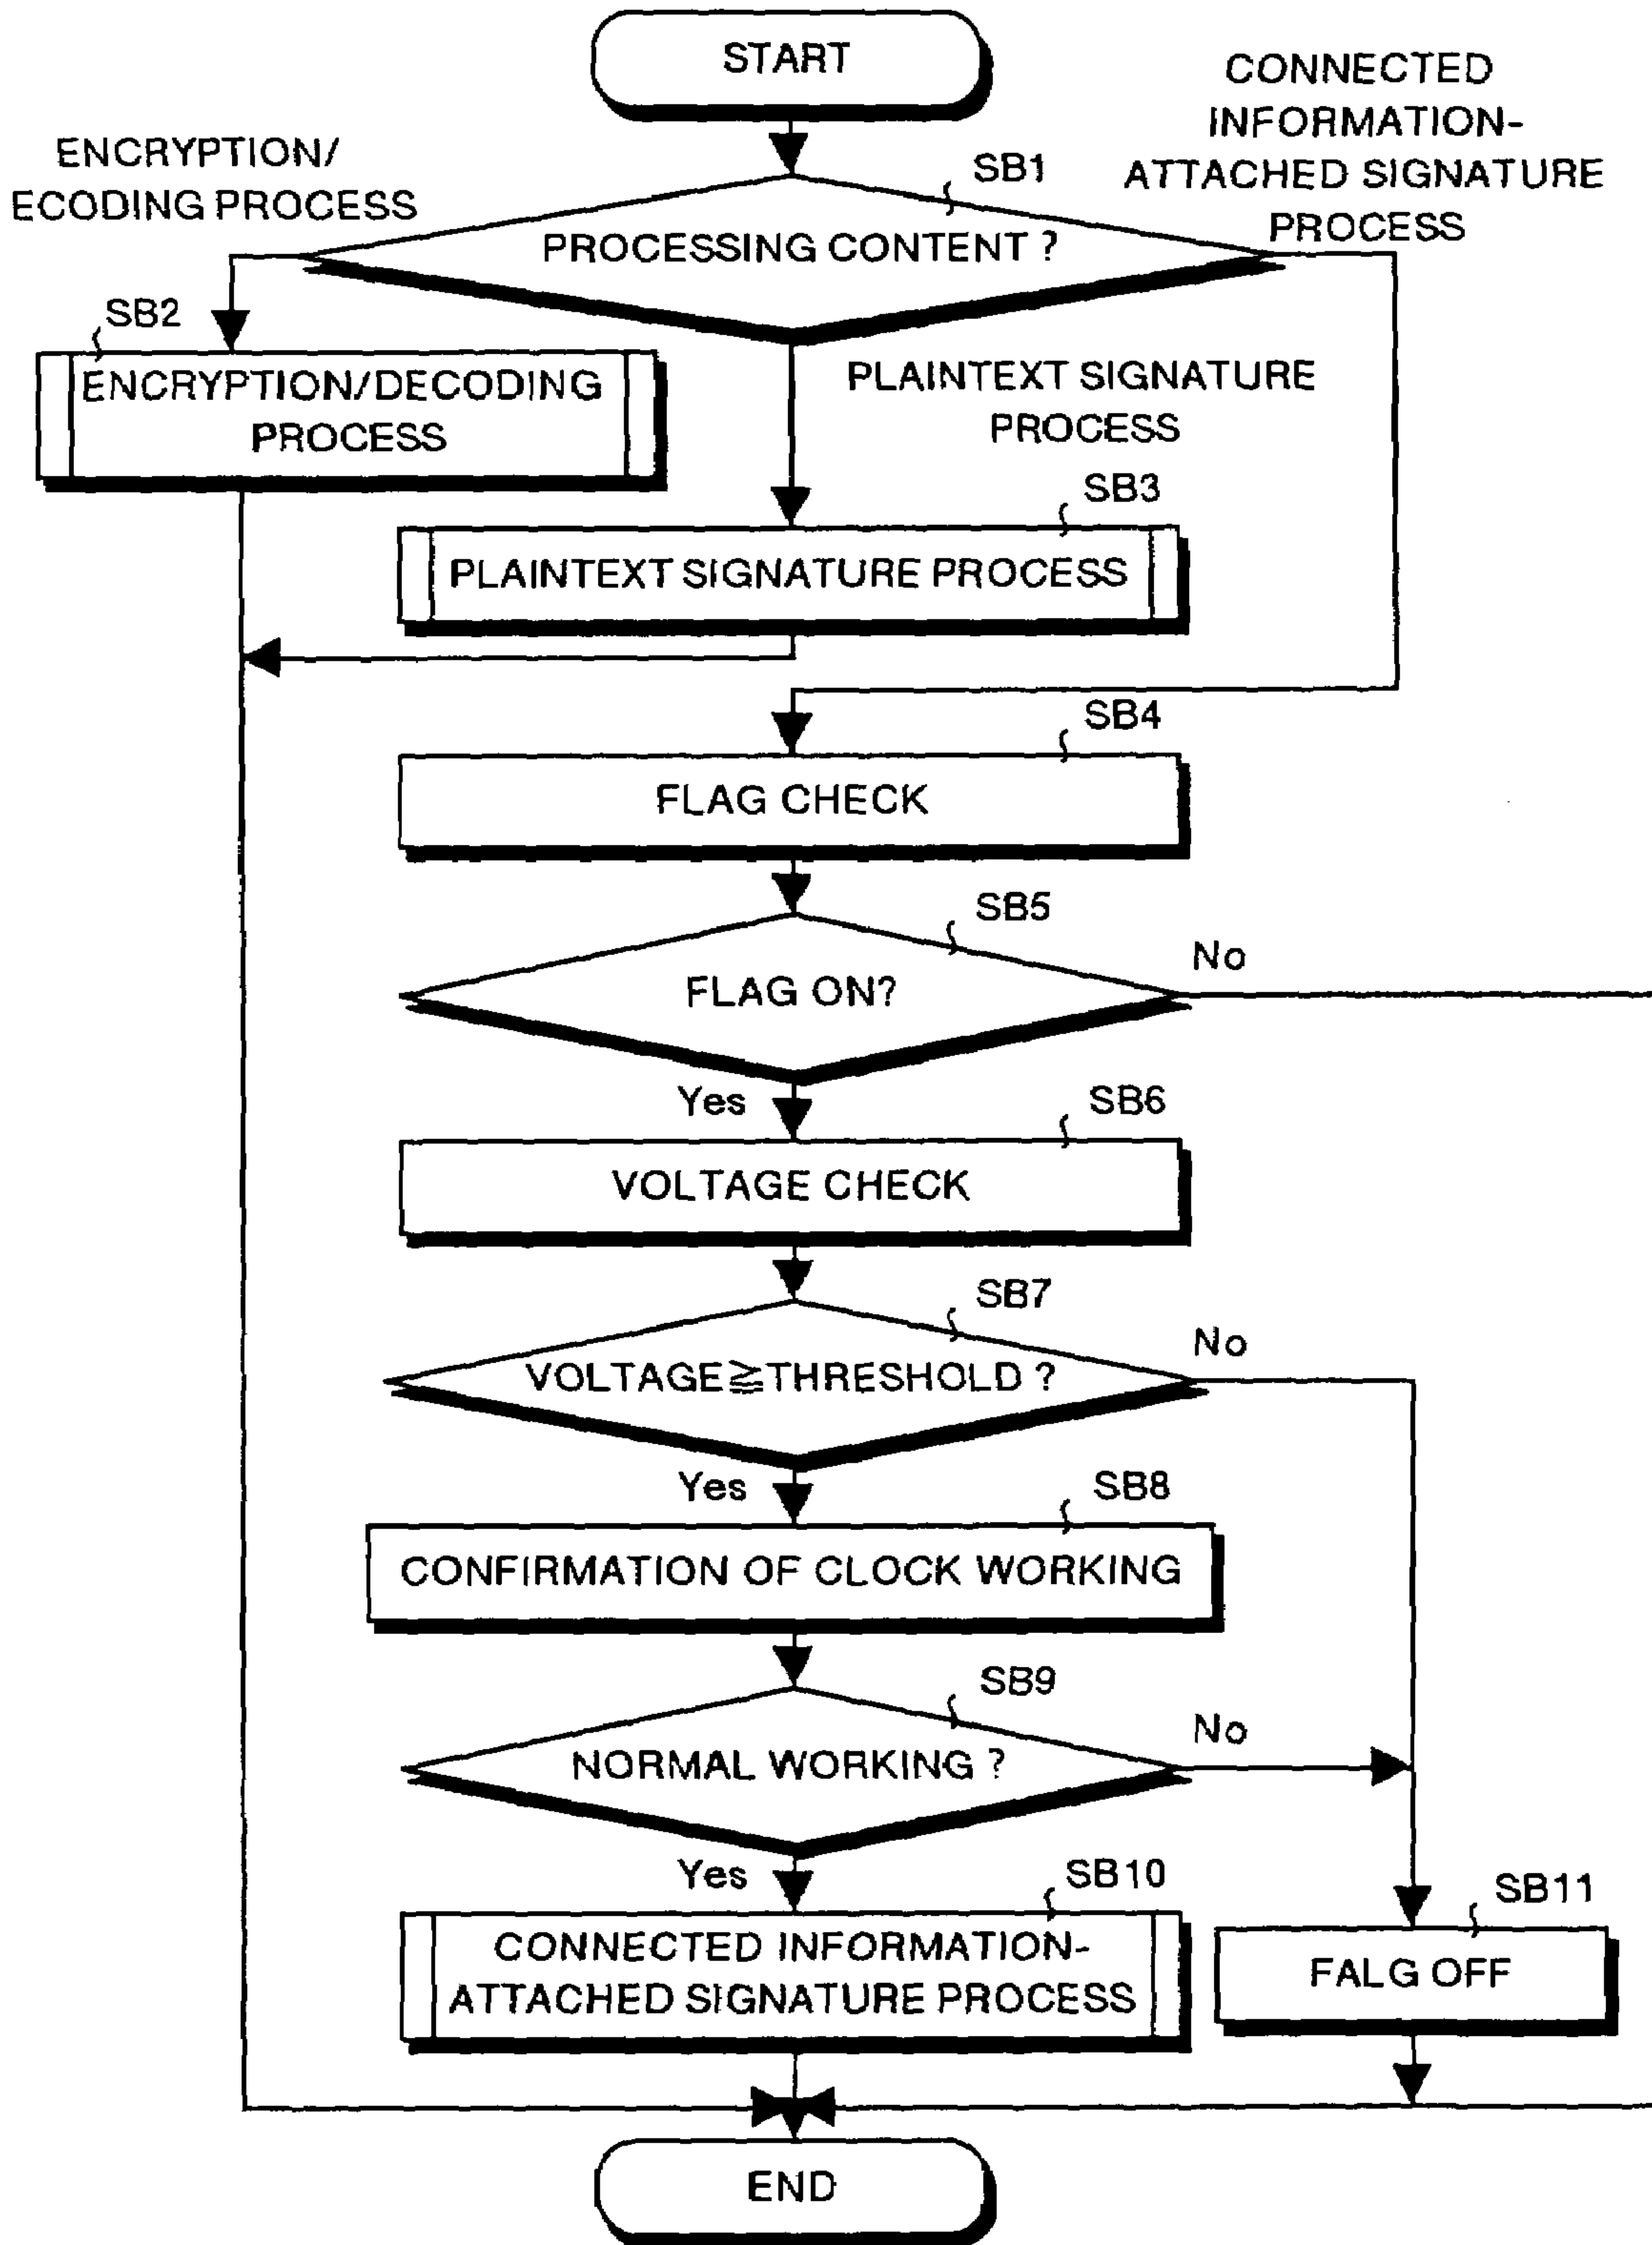 START
CONNECTED
INFORMATION-
ATTACHED SIGNATURE
PROCESS
ENCRYPTION/
ECODING PROCESS
SB1
PROCESSING CONTENT ?
SB2
ENCRYPTION/DECODING
PROCESS
PLAINTEXT SIGNATURE
PROCESS
SB3
PLAINTEXT SIGNATURE PROCESS
SB4
FLAG CHECK
SB5
FLAG ON?
No
Yes
SB6
VOLTAGE CHECK
SB7
VOLTAGE≧THRESHOLD ?
No
Yes
SB8
CONFIRMATION OF CLOCK WORKING
SB9
NORMAL WORKING ?
No
Yes
SB10
CONNECTED INFORMATION-
ATTACHED SIGNATURE PROCESS
SB11
FALG OFF
END